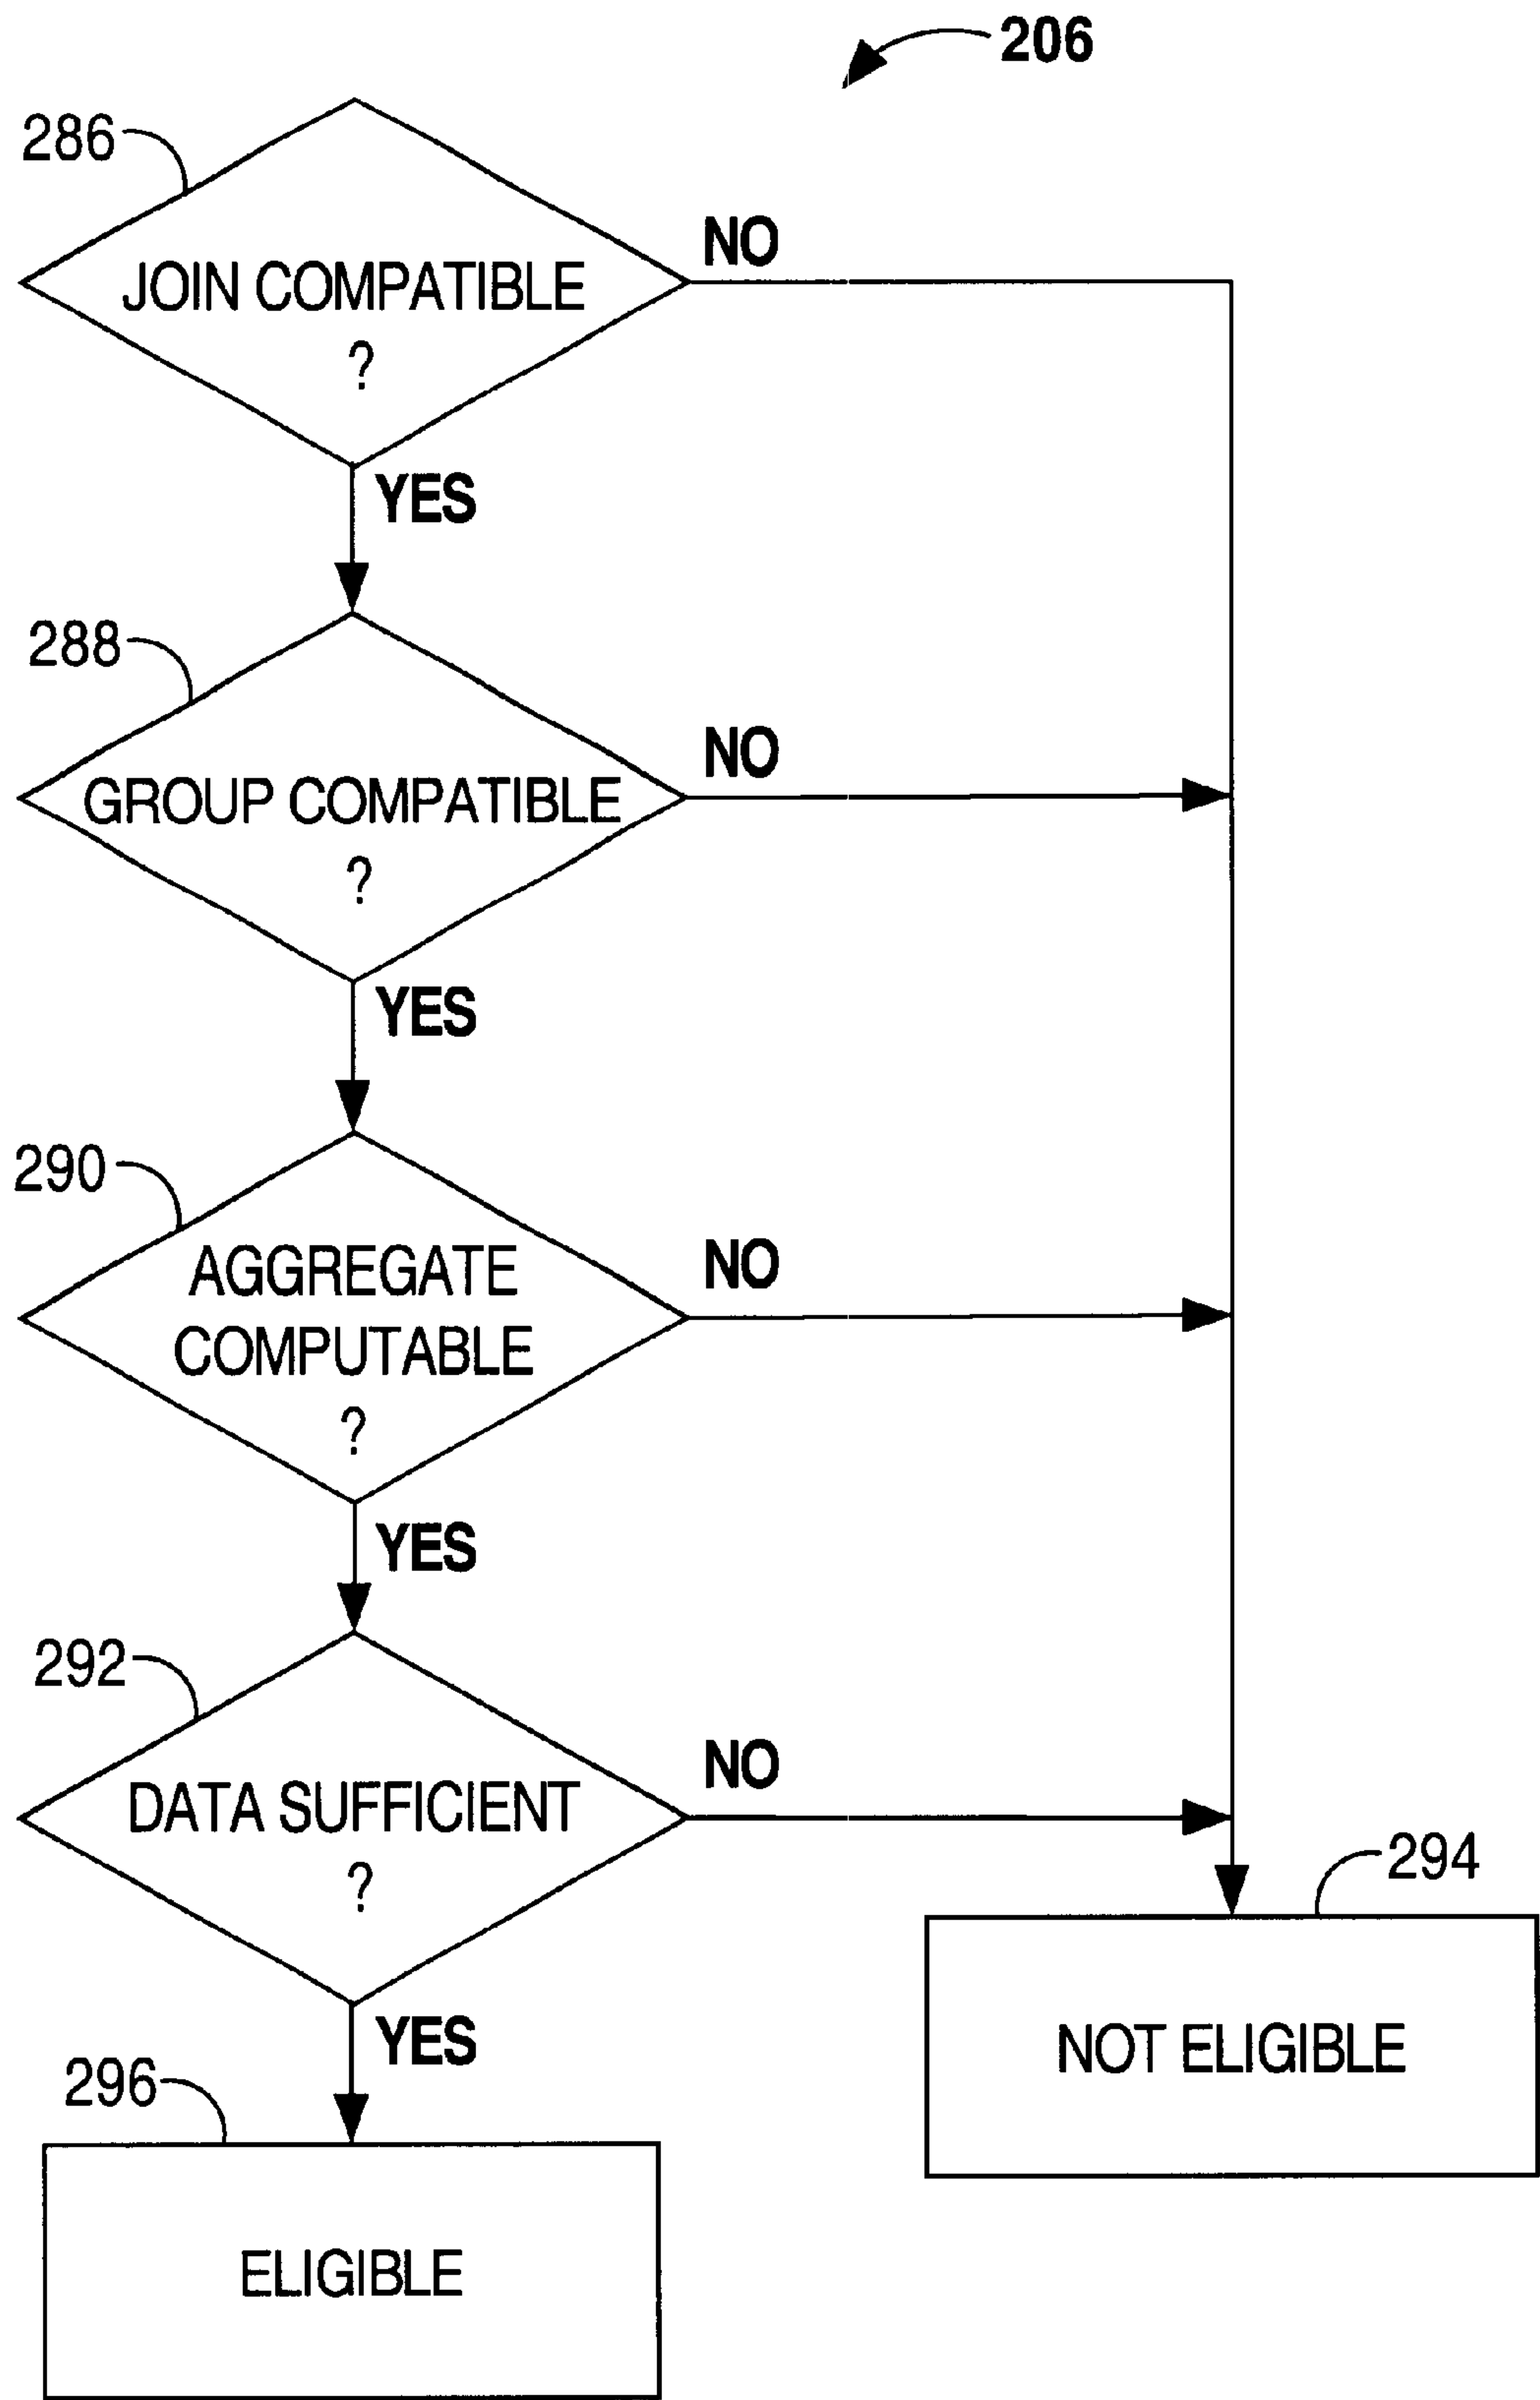 206
286
NO
JOIN COMPATIBLE
?
YES
288
NO
GROUP COMPATIBLE
?
YES
290
NO
AGGREGATE
COMPUTABLE
?
YES
292
NO
DATA SUFFICIENT
?
294
YES
NOT ELIGIBLE
296
ELIGIBLE